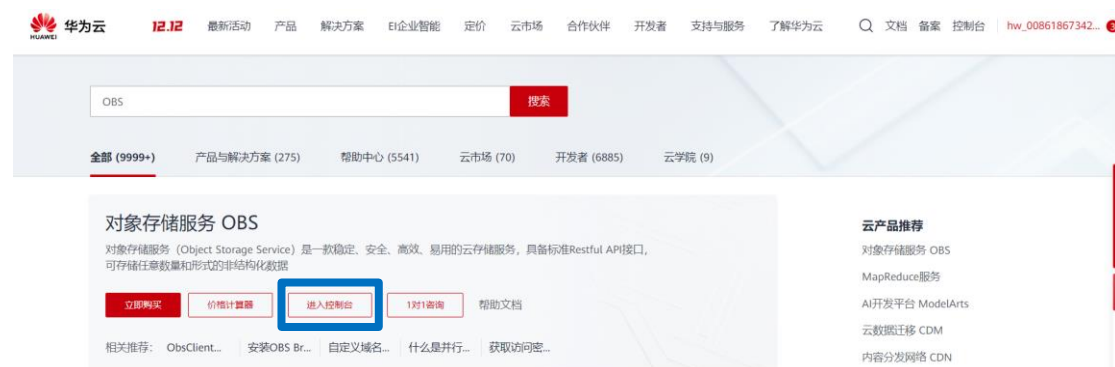 HUAWEI 华为云 12.12 最新活动 产品 解决方案 EI企业智能 定价 云市场 合作伙伴 开发者 支持与服务 了解华为云 文档 备案 控制台 hw_00861867342... 3
OBS 搜索
全部 (9999+) 产品与解决方案 (275) 帮助中心 (5541) 云市场 (70) 开发者 (6885) 云学院 (9)
对象存储服务 OBS
对象存储服务（Object Storage Service）是一款稳定、安全、高效、易用的云存储服务，具备标准Restful API接口，
可存储任意数量和形式的非结构化数据
立即购买 价格计算器 进入控制台 1对1咨询 帮助文档
相关推荐： ObsClient... 安装OBS Br... 自定义域名... 什么是并行... 获取访问密...
云产品推荐
对象存储服务 OBS
MapReduce服务
AI开发平台 ModelArts
云数据迁移 CDM
内容分发网络 CDN